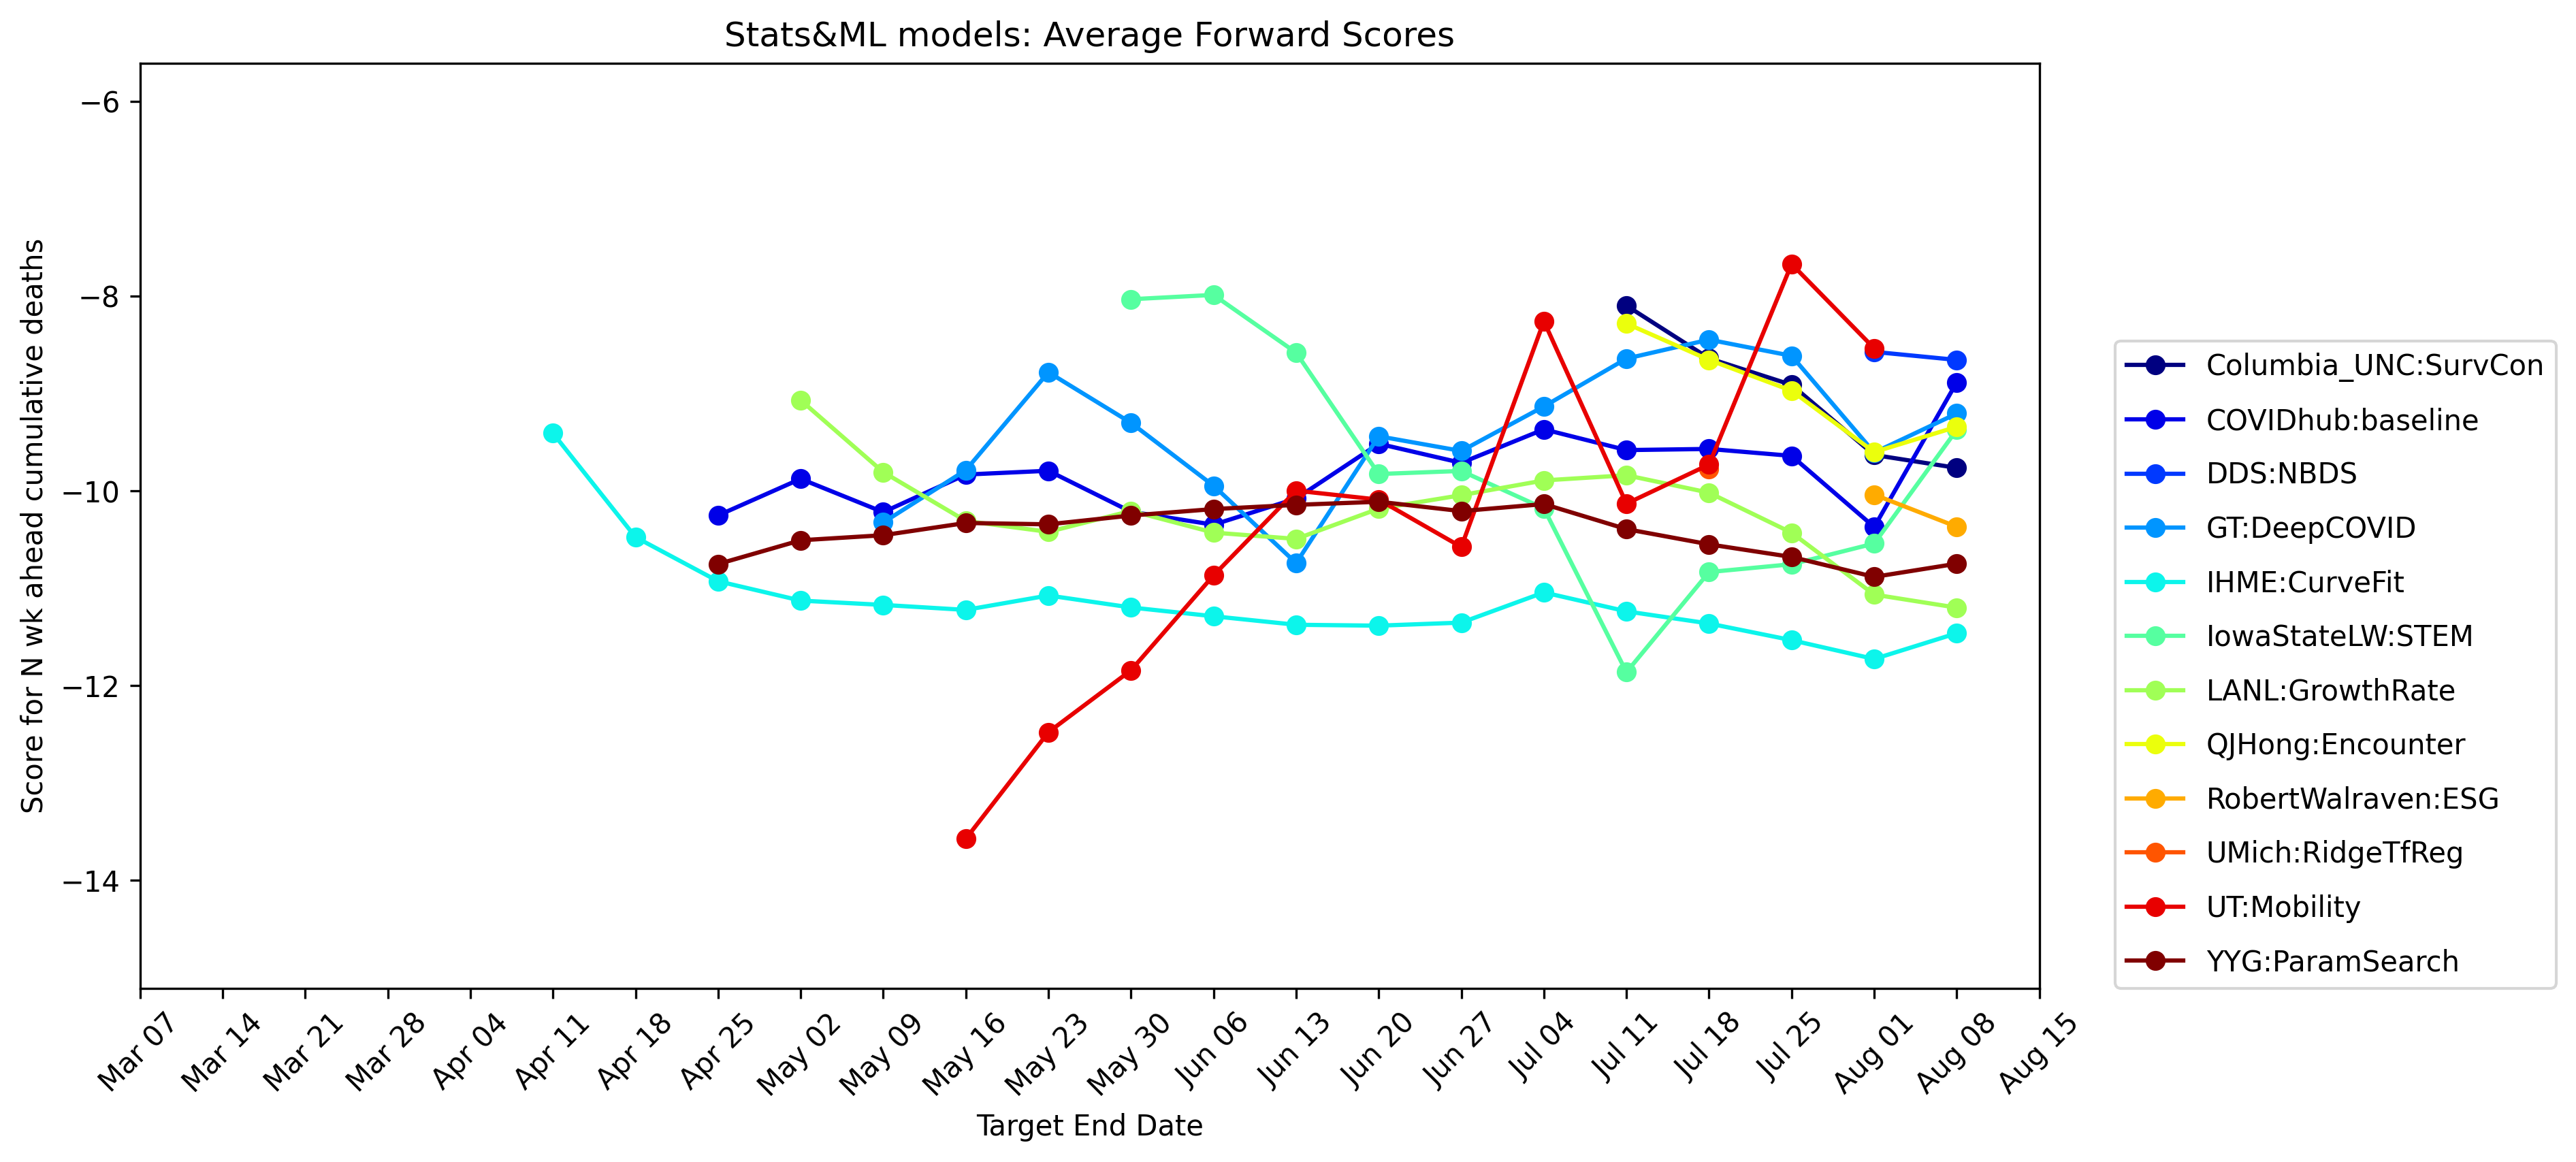 Stats&ML models: Average Forward Scores
Score for N wk ahead cumulative deaths
−6
−8
−10
−12
−14
Mar 07
Mar 14
Mar 21
Mar 28
Apr 04
Apr 11
Apr 18
Apr 25
May 02
May 09
May 16
May 23
May 30
Jun 06
Jun 13
Jun 20
Jun 27
Jul 04
Jul 11
Jul 18
Jul 25
Aug 01
Aug 08
Aug 15
Target End Date
Columbia_UNC:SurvCon
COVIDhub:baseline
DDS:NBDS
GT:DeepCOVID
IHME:CurveFit
IowaStateLW:STEM
LANL:GrowthRate
QJHong:Encounter
RobertWalraven:ESG
UMich:RidgeTfReg
UT:Mobility
YYG:ParamSearch